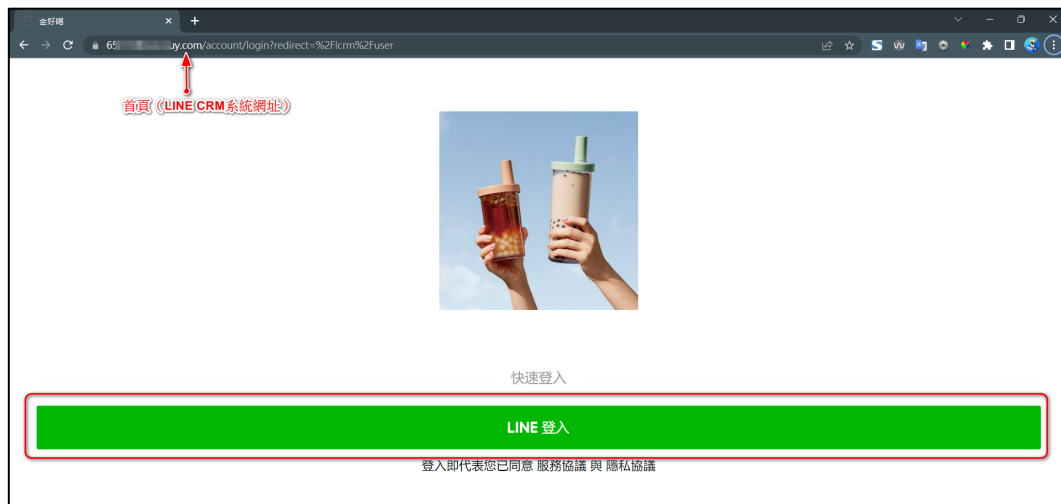 金好喝
65 uy.com/account/login?redirect=%2Flcrm%2Fuser
首頁（LINE CRM系統網址）
快速登入
LINE 登入
登入即代表您已同意 服務協議 與 隱私協議